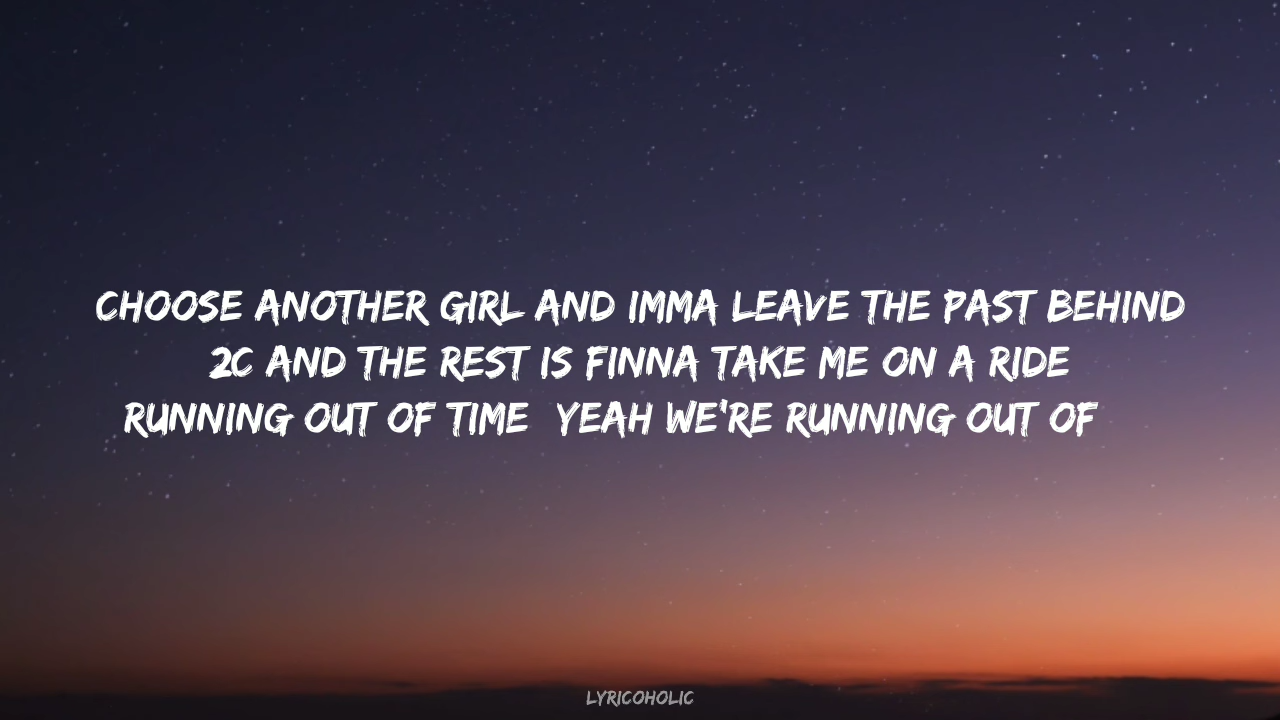 CHOOSE ANOTHER GIRL AND IMMA LEAVE THE PAST BEHIND
2C AND THE REST IS FINNA TAKE ME ON A RIDE
RUNNING OUT OF TIME YEAH WE'RE RUNNING OUT OF
LYRICOHOLIC